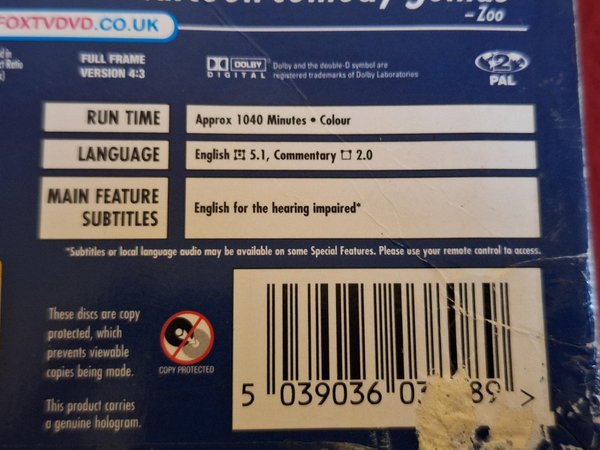 – Zoo
FOXTVDVD.CO.UK
FULL FRAME
VERSION 4:3
DOLBY
DIGITAL
Dolby and the double-D symbol are
registered trademarks of Dolby Laboratories
2
PAL
RUN TIME
Approx 1040 Minutes • Colour
LANGUAGE
English 5.1, Commentary 2.0
MAIN FEATURE
SUBTITLES
English for the hearing impaired*
*Subtitles or local language audio may be available on some Special Features. Please use your remote control to access.
These discs are copy
protected, which
prevents viewable
copies being made.
COPY PROTECTED
This product carries
a genuine hologram.
5 039036 03 89 >